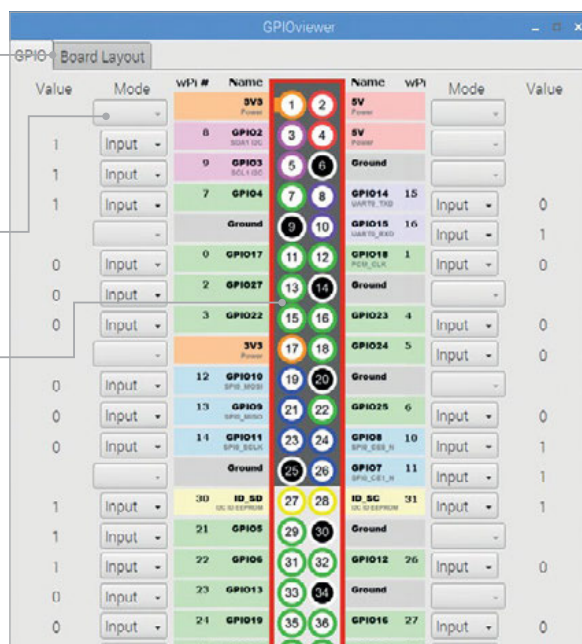 GPIOviewer
GPIO Board Layout
Value Mode wPi # Name Name wPi Mode Value
3V3 1 2 5V
Power Power
1 Input 8 GPIO2 3 4 5V
SDA1 I2C Power
1 Input 9 GPIO3 5 6 Ground
SCL1 I2C
1 Input 7 GPIO4 7 8 GPIO14 15 Input 0
UART0_TXD
Ground 9 10 GPIO15 16 Input 1
UART0_RXD
0 Input 0 GPIO17 11 12 GPIO18 1 Input 0
PCM_CLK
0 Input 2 GPIO27 13 14 Ground
0 Input 3 GPIO22 15 16 GPIO23 4 Input 0
3V3 17 18 GPIO24 5 Input 0
Power
0 Input 12 GPIO10 19 20 Ground
SPI0_MOSI
0 Input 13 GPIO9 21 22 GPIO25 6 Input 0
SPI0_MISO
0 Input 14 GPIO11 23 24 GPIO8 10 Input 1
SPI0_SCLK SPI0_CE0_N
Ground 25 26 GPIO7 11 Input 1
SPI0_CE1_N
1 Input 30 ID_SD 27 28 ID_SC 31 Input 1
I2C ID EEPROM I2C ID EEPROM
1 Input 21 GPIO5 29 30 Ground
1 Input 22 GPIO6 31 32 GPIO12 26 Input 0
0 Input 23 GPIO13 33 34 Ground
0 Input 24 GPIO19 35 36 GPIO16 27 Input 0